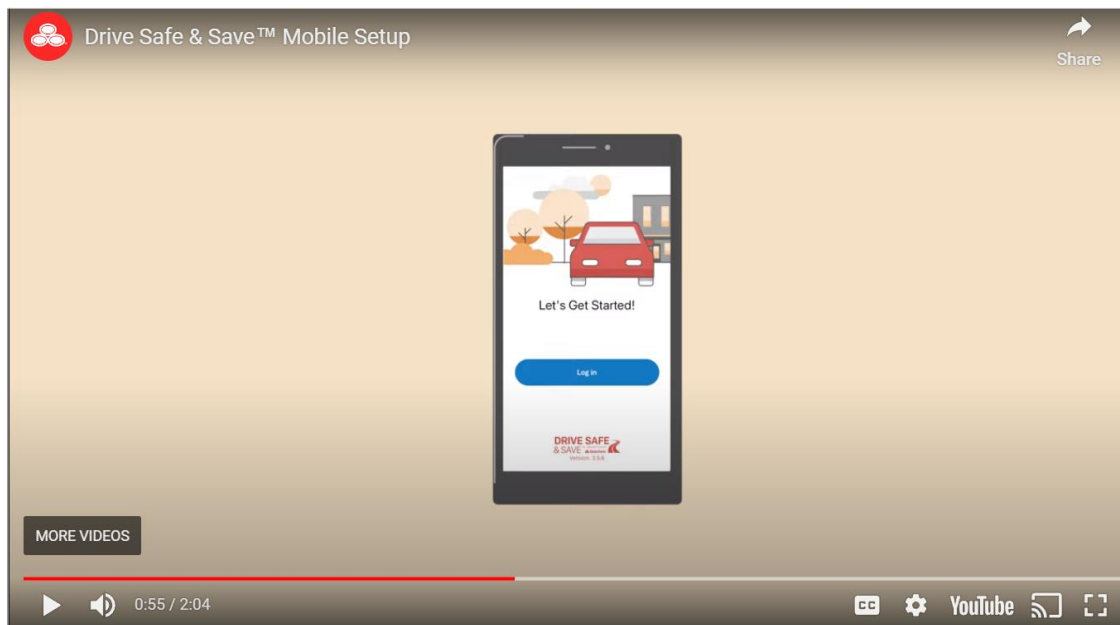 Drive Safe & Save™ Mobile Setup
Share
Let's Get Started!
Log in
DRIVE SAFE
& SAVE
MORE VIDEOS
0:55 / 2:04
CC
YouTube